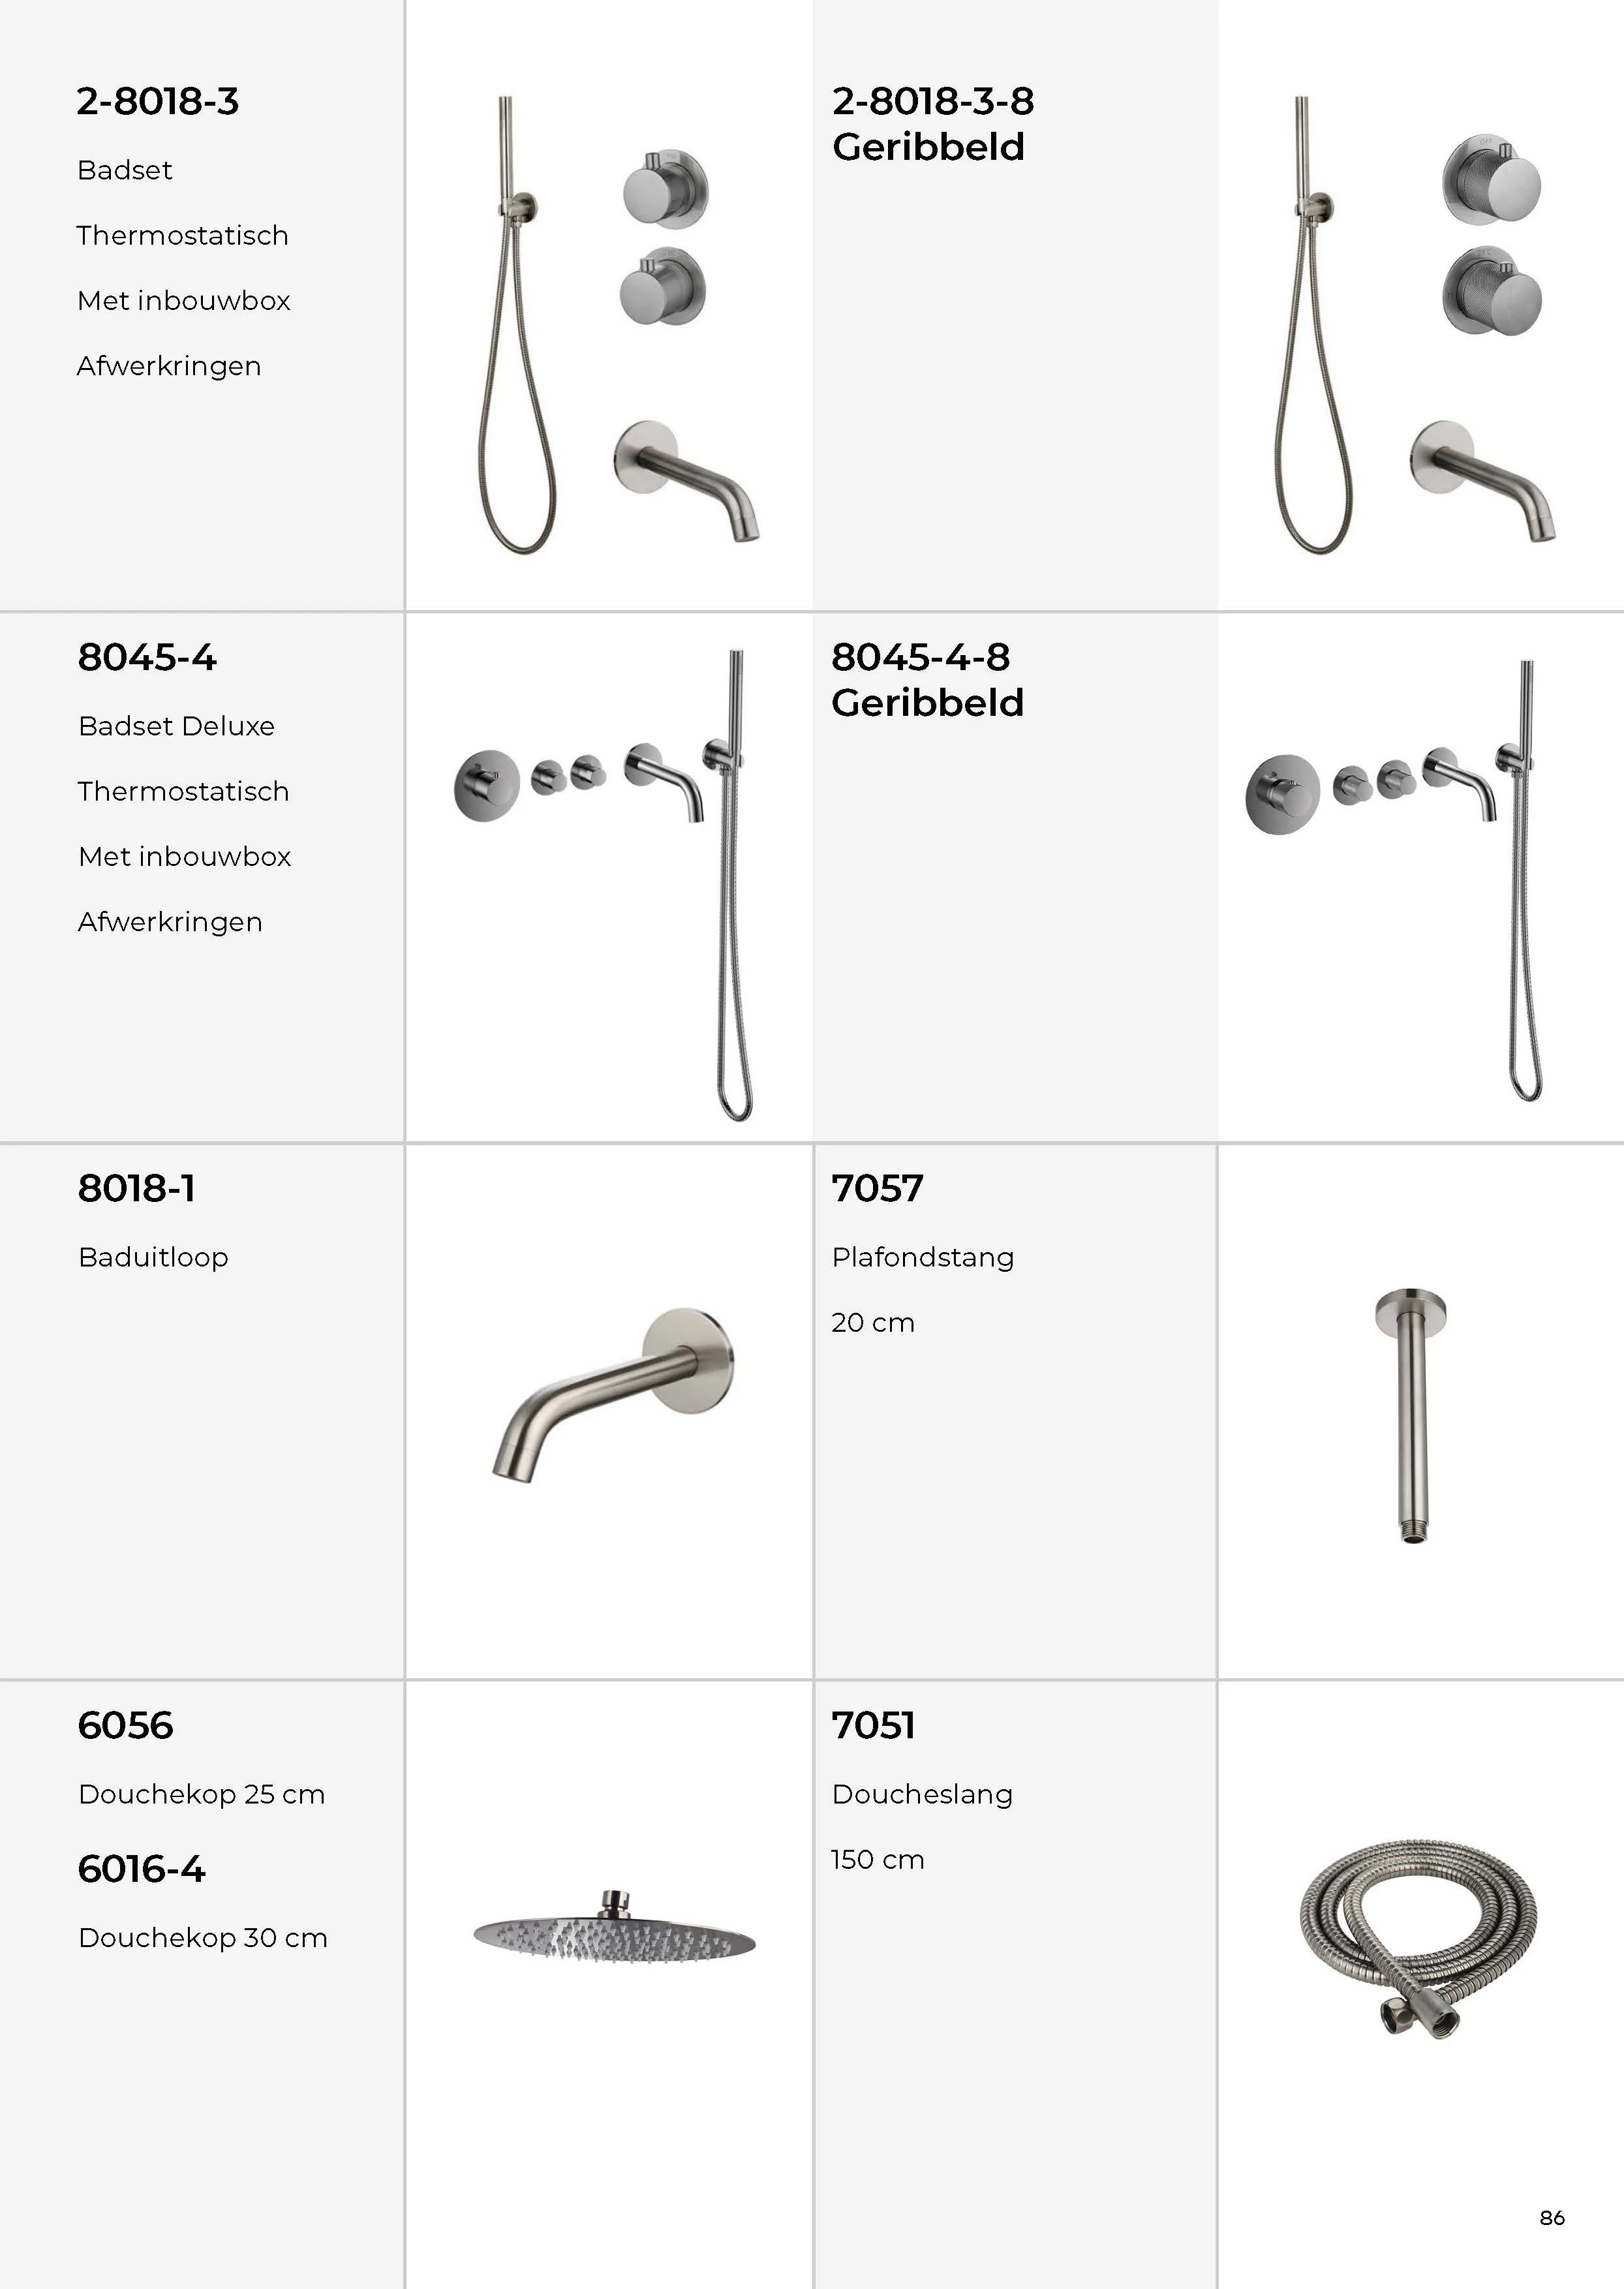 2-8018-3
Badset
Thermostatisch
Met inbouwbox
Afwerkringen
2-8018-3-8
Geribbeld
8045-4
Badset Deluxe
Thermostatisch
Met inbouwbox
Afwerkringen
8045-4-8
Geribbeld
8018-1
Baduitloop
7057
Plafondstang
20 cm
6056
Douchekop 25 cm
6016-4
Douchekop 30 cm
7051
Doucheslang
150 cm
86